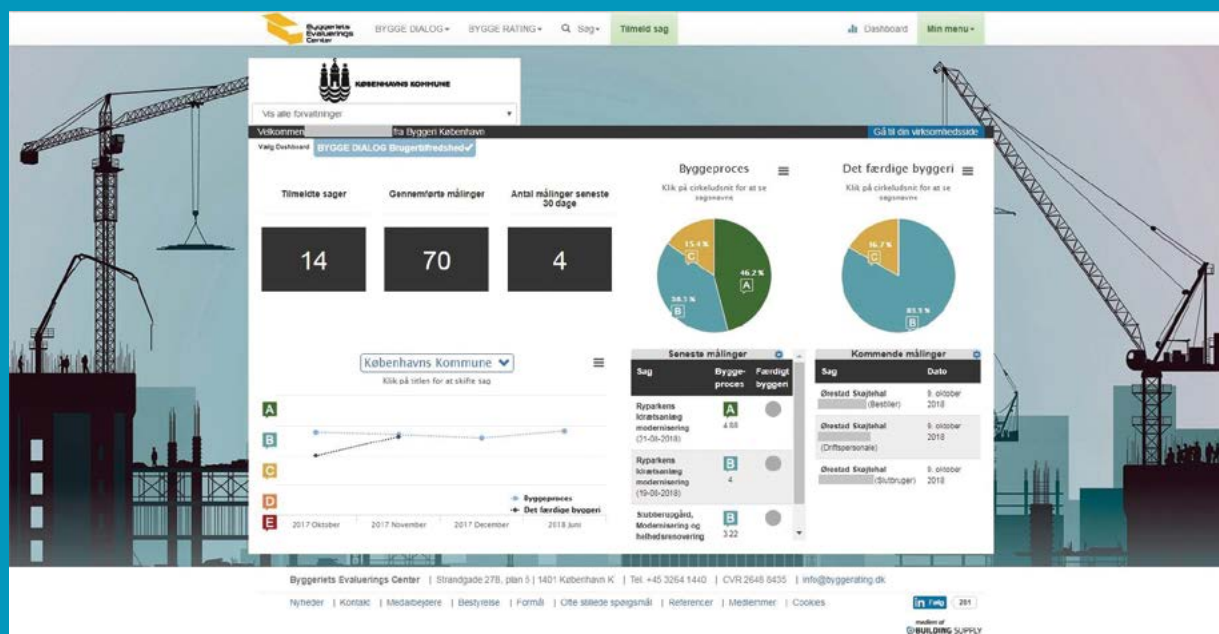 Byggeriets
Evaluerings
Center
BYGGE DIALOG
BYGGE RATING
Søg
Tilmeld sag
Dashboard
Min menu
KØBENHAVNS KOMMUNE
Vis alle forvaltninger
Velkommen fra Byggeri København
Gå til din virksomhedsside
Vælg Dashboard
BYGGE DIALOG Brugertilfredshed
Tilmeldte sager
Gennemførte målinger
Antal målinger seneste
30 dage
14
70
4
Byggeproces
Klik på cirkeludsnit for at se
sagsnavne
15.4 %
C
46.2 %
A
38.5 %
B
Det færdige byggeri
Klik på cirkeludsnit for at se
sagsnavne
16.7 %
C
83.3 %
B
Københavns Kommune
Klik på titlen for at skifte sag
A
B
C
D
E
Byggeproces
Det færdige byggeri
2017 Oktober
2017 November
2017 December
2018 Juni
Seneste målinger
Sag
Bygge-
proces
Færdigt
byggeri
Ryparkens
Idrætsanlæg
modernisering
(31-08-2018)
A
4.88
Ryparkens
Idrætsanlæg
modernisering
(19-06-2018)
B
4
Stubberupgård,
Modernisering og
helhedsrenovering
B
3.22
Kommende målinger
Sag
Dato
Ørestad Skøjtehal
(Bestiller)
9. oktober
2018
Ørestad Skøjtehal
(Driftspersonale)
9. oktober
2018
Ørestad Skøjtehal
(Slutbruger)
9. oktober
2018
Byggeriets Evaluerings Center | Strandgade 27B, plan 5 | 1401 København K | Tel. +45 3264 1440 | CVR 2648 8435 | info@byggerating.dk
Nyheder | Kontakt | Medarbejdere | Bestyrelse | Formål | Ofte stillede spørgsmål | Referencer | Medlemmer | Cookies
in Følg
281
medlem af
BUILDING SUPPLY